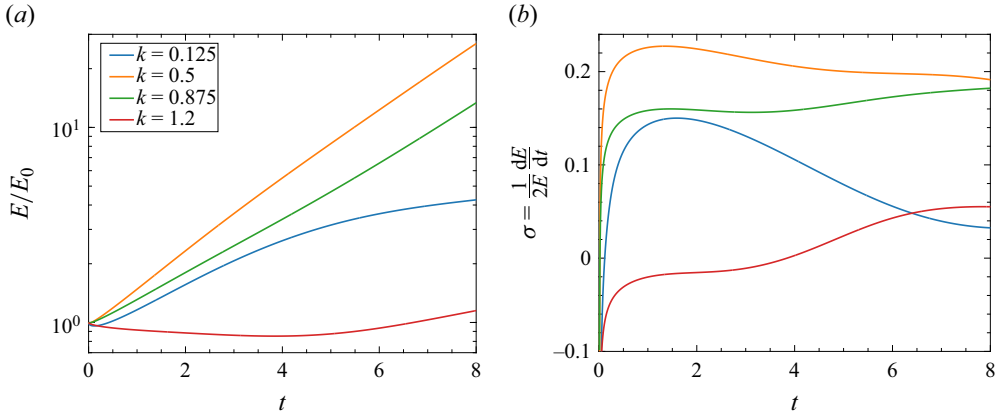 (a)
k = 0.125
k = 0.5
k = 0.875
k = 1.2
10¹
10⁰
E/E₀
0 2 4 6 8
t
(b)
0.2
0.1
0
−0.1
σ = 1/2E dE/dt
0 2 4 6 8
t